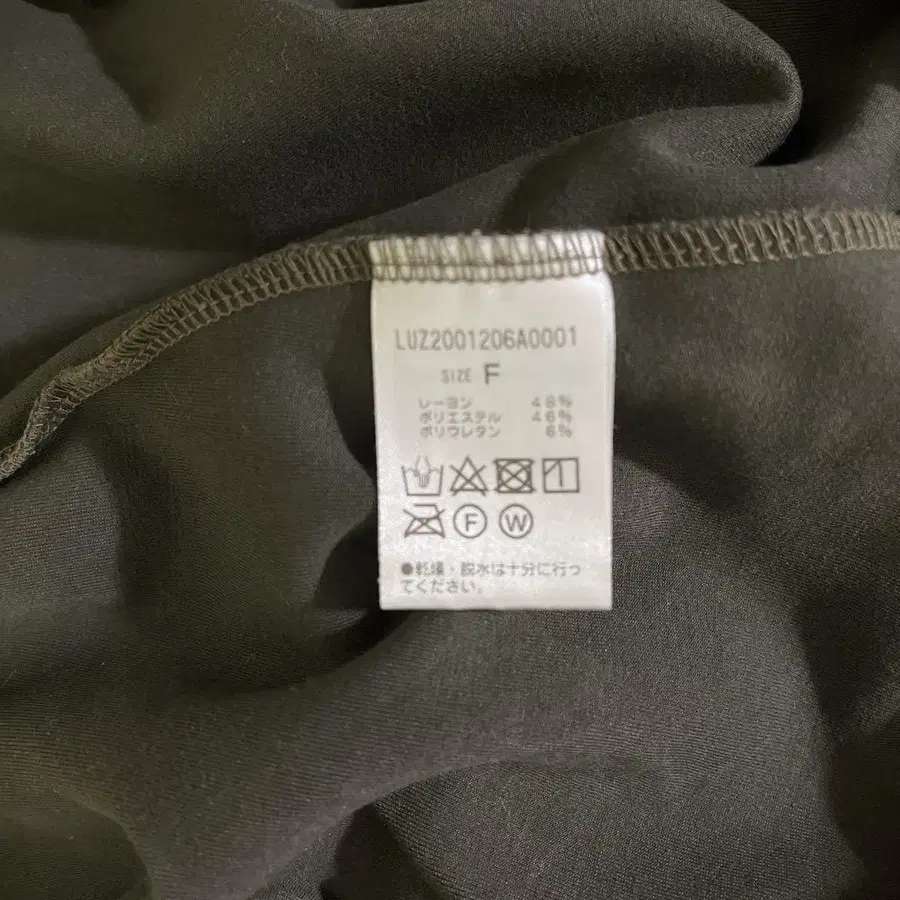 LUZ2001206A0001
SIZE F
レーヨン 48%
ポリエステル 46%
ポリウレタン 6%
F W
●乾燥・脱水は十分に行っ
てください。